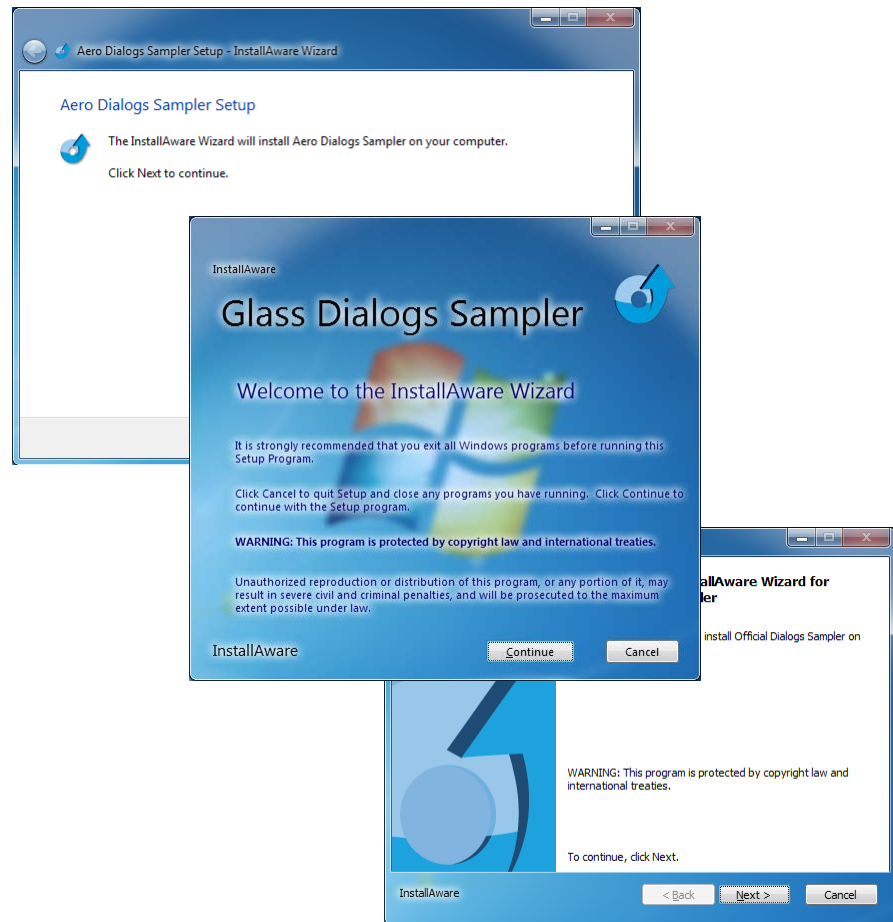 Aero Dialogs Sampler Setup - InstallAware Wizard
Aero Dialogs Sampler Setup
The InstallAware Wizard will install Aero Dialogs Sampler on your computer.
Click Next to continue.
InstallAware
Glass Dialogs Sampler
Welcome to the InstallAware Wizard
It is strongly recommended that you exit all Windows programs before running this
Setup Program.
Click Cancel to quit Setup and close any programs you have running.  Click Continue to
continue with the Setup program.
WARNING: This program is protected by copyright law and international treaties.
Unauthorized reproduction or distribution of this program, or any portion of it, may
result in severe civil and criminal penalties, and will be prosecuted to the maximum
extent possible under law.
InstallAware
Continue
Cancel
allAware Wizard for
ler
install Official Dialogs Sampler on
WARNING: This program is protected by copyright law and
international treaties.
To continue, click Next.
InstallAware
< Back
Next >
Cancel